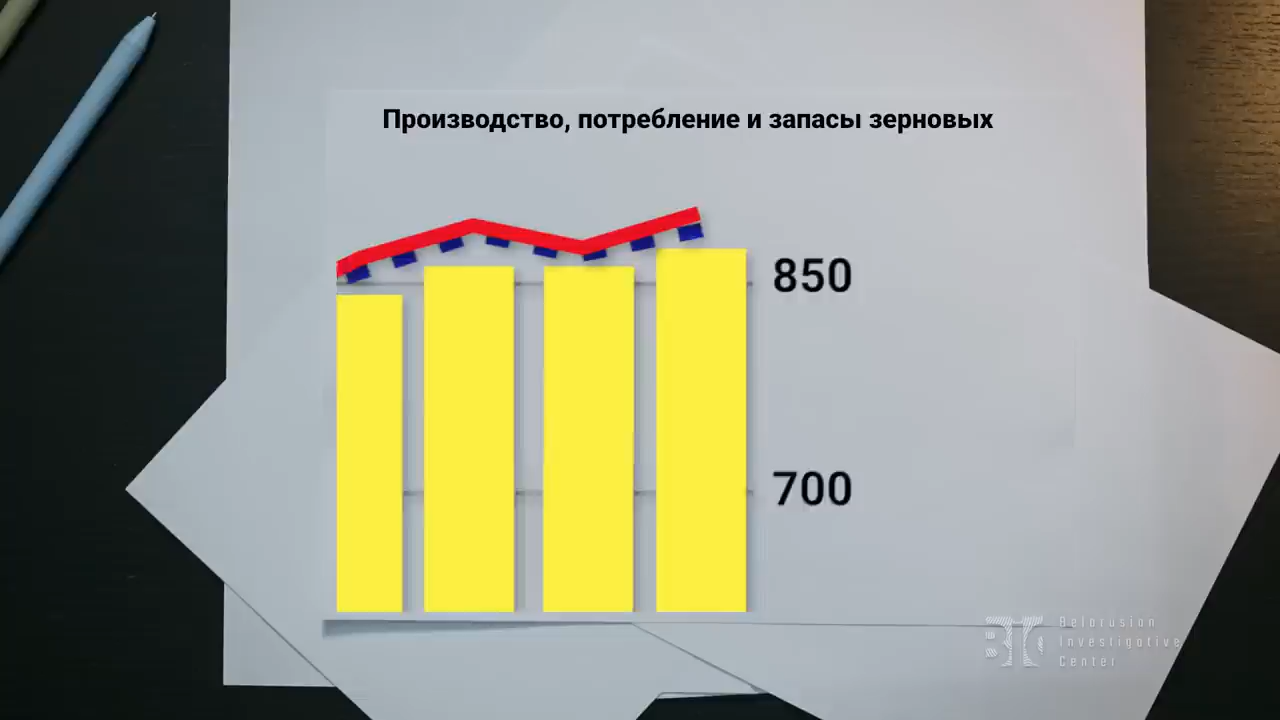 Производство, потребление и запасы зерновых
850
700
Belarusian
Investigative
Center